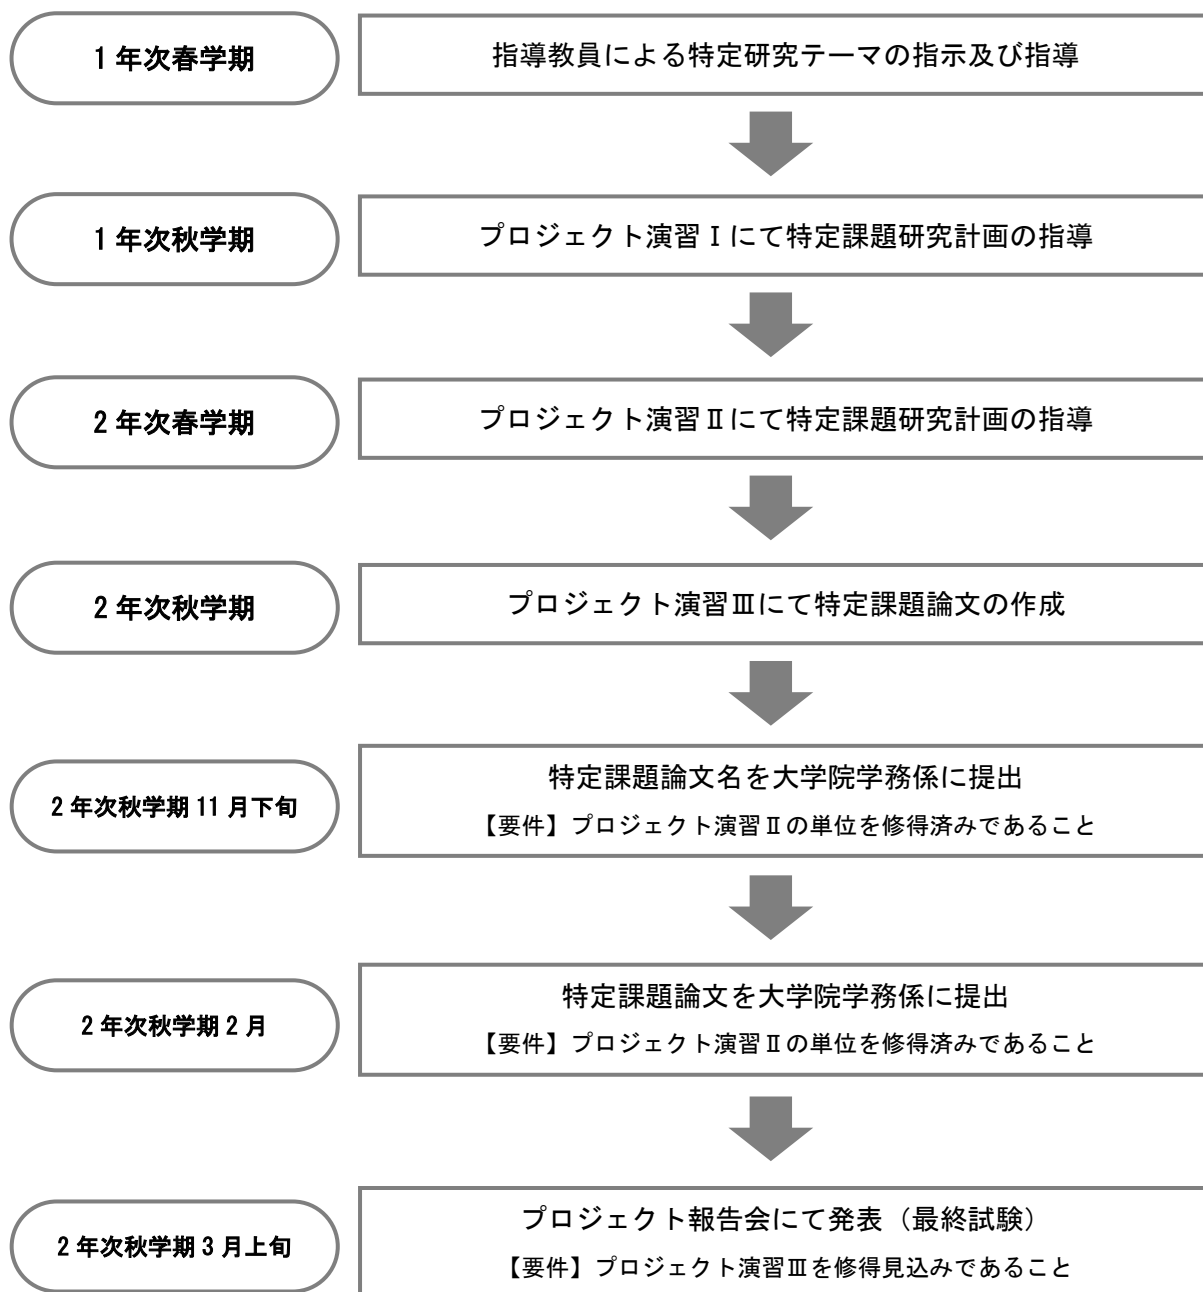 1 年次春学期
指導教員による特定研究テーマの指示及び指導
1 年次秋学期
プロジェクト演習Ⅰにて特定課題研究計画の指導
2 年次春学期
プロジェクト演習Ⅱにて特定課題研究計画の指導
2 年次秋学期
プロジェクト演習Ⅲにて特定課題論文の作成
2 年次秋学期 11 月下旬
特定課題論文名を大学院学務係に提出
【要件】プロジェクト演習Ⅱの単位を修得済みであること
2 年次秋学期 2 月
特定課題論文を大学院学務係に提出
【要件】プロジェクト演習Ⅱの単位を修得済みであること
2 年次秋学期 3 月上旬
プロジェクト報告会にて発表（最終試験）
【要件】プロジェクト演習Ⅲを修得見込みであること